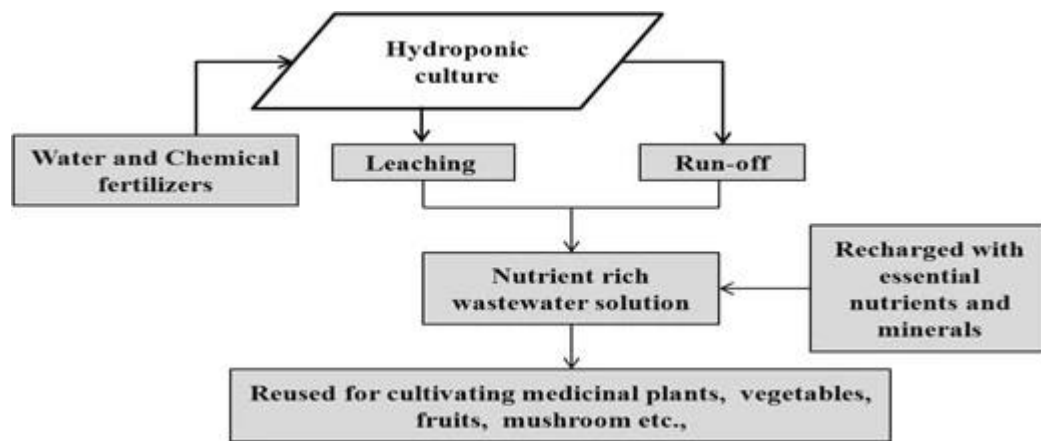 Hydroponic
culture
Water and Chemical
fertilizers
Leaching
Run-off
Nutrient rich
wastewater solution
Recharged with
essential
nutrients and
minerals
Reused for cultivating medicinal plants, vegetables,
fruits, mushroom etc.,